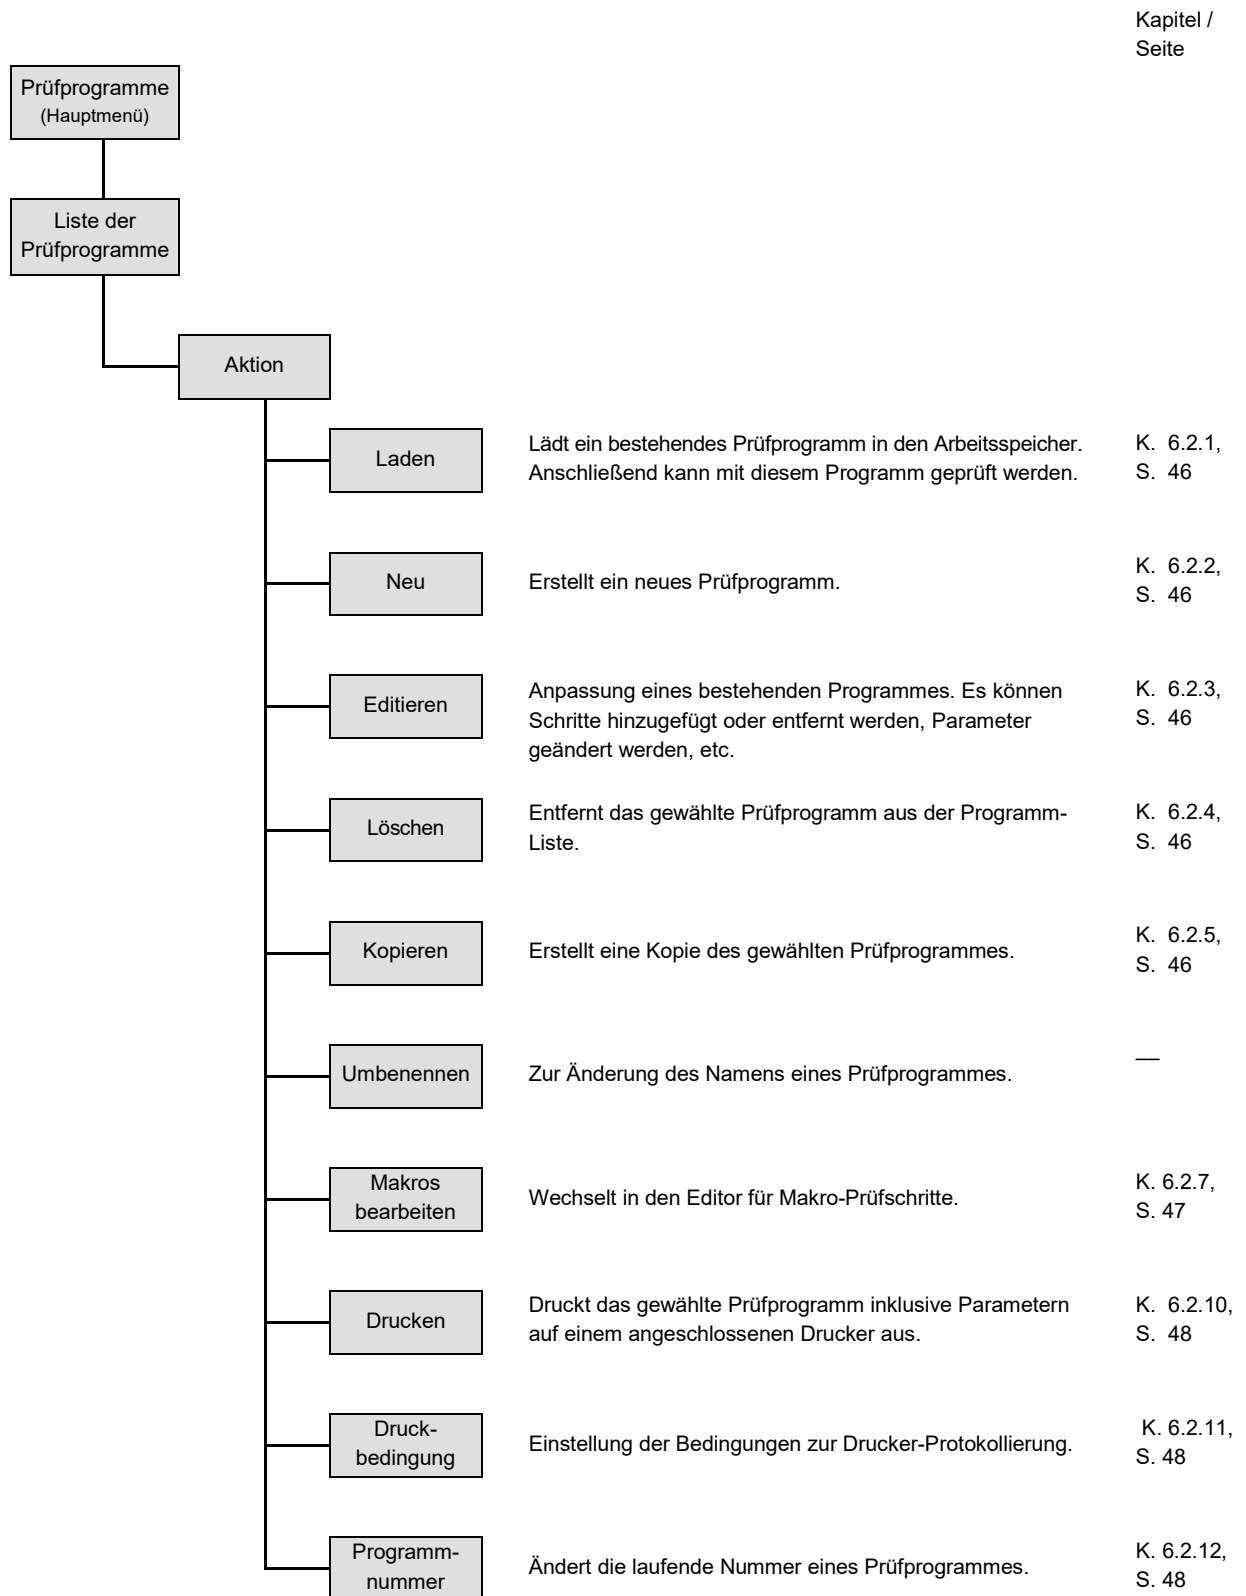 Kapitel /
Seite
Prüfprogramme
(Hauptmenü)
Liste der
Prüfprogramme
Aktion
Laden
Lädt ein bestehendes Prüfprogramm in den Arbeitsspeicher.
Anschließend kann mit diesem Programm geprüft werden.
K. 6.2.1,
S. 46
Neu
Erstellt ein neues Prüfprogramm.
K. 6.2.2,
S. 46
Editieren
Anpassung eines bestehenden Programmes. Es können
Schritte hinzugefügt oder entfernt werden, Parameter
geändert werden, etc.
K. 6.2.3,
S. 46
Löschen
Entfernt das gewählte Prüfprogramm aus der Programm-
Liste.
K. 6.2.4,
S. 46
Kopieren
Erstellt eine Kopie des gewählten Prüfprogrammes.
K. 6.2.5,
S. 46
Umbenennen
Zur Änderung des Namens eines Prüfprogrammes.
—
Makros
bearbeiten
Wechselt in den Editor für Makro-Prüfschritte.
K. 6.2.7,
S. 47
Drucken
Druckt das gewählte Prüfprogramm inklusive Parametern
auf einem angeschlossenen Drucker aus.
K. 6.2.10,
S. 48
Druck-
bedingung
Einstellung der Bedingungen zur Drucker-Protokollierung.
K. 6.2.11,
S. 48
Programm-
nummer
Ändert die laufende Nummer eines Prüfprogrammes.
K. 6.2.12,
S. 48